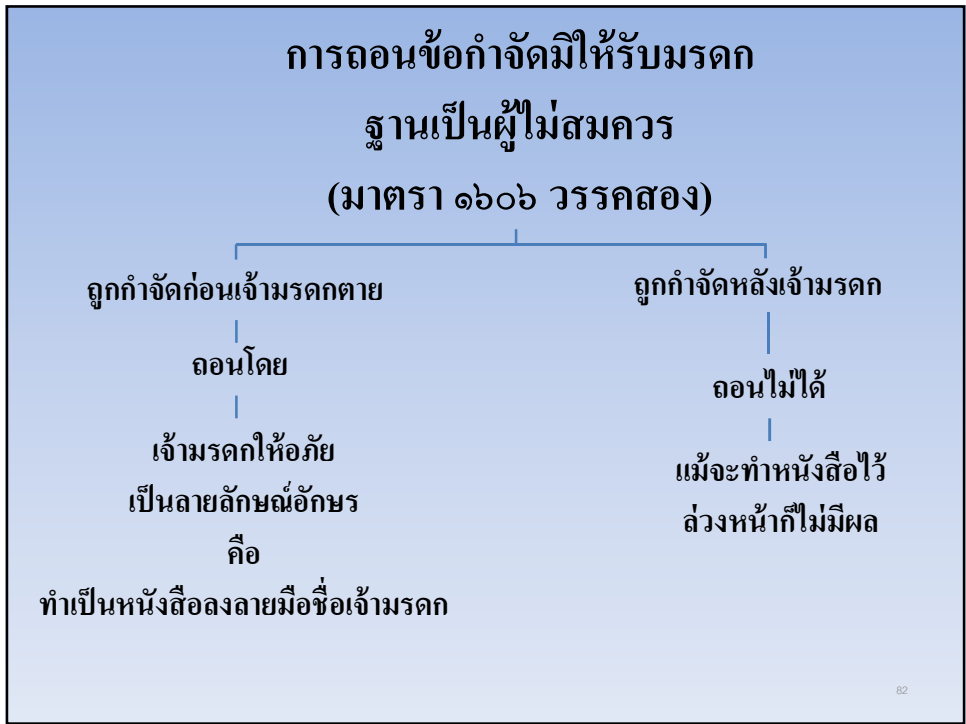 การถอนข้อกำจัดมิให้รับมรดก
ฐานเป็นผู้ไม่สมควร
(มาตรา ๑๖๐๖ วรรคสอง)
ถูกกำจัดก่อนเจ้ามรดกตาย
ถอนโดย
เจ้ามรดกให้อภัย
เป็นลายลักษณ์อักษร
คือ
ทำเป็นหนังสือลงลายมือชื่อเจ้ามรดก
ถูกกำจัดหลังเจ้ามรดก
ถอนไม่ได้
แม้จะทำหนังสือไว้
ล่วงหน้าก็ไม่มีผล
82